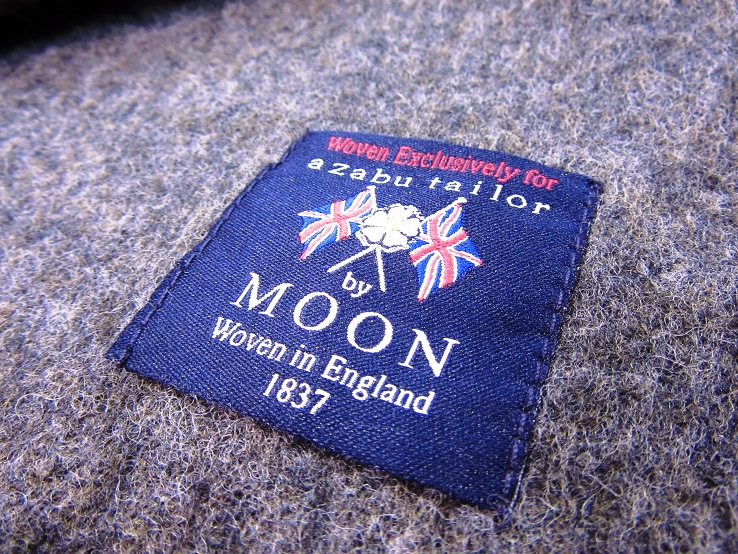 Woven Exclusively for
azabu tailor
by
MOON
Woven in England
1837